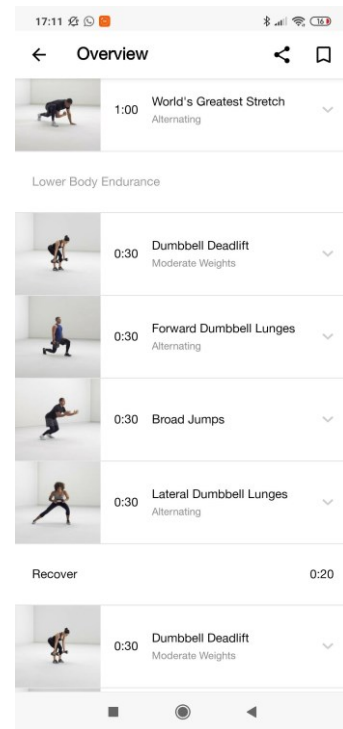 17:11
16
Overview
1:00
World's Greatest Stretch
Alternating
Lower Body Endurance
0:30
Dumbbell Deadlift
Moderate Weights
0:30
Forward Dumbbell Lunges
Alternating
0:30
Broad Jumps
0:30
Lateral Dumbbell Lunges
Alternating
Recover
0:20
0:30
Dumbbell Deadlift
Moderate Weights